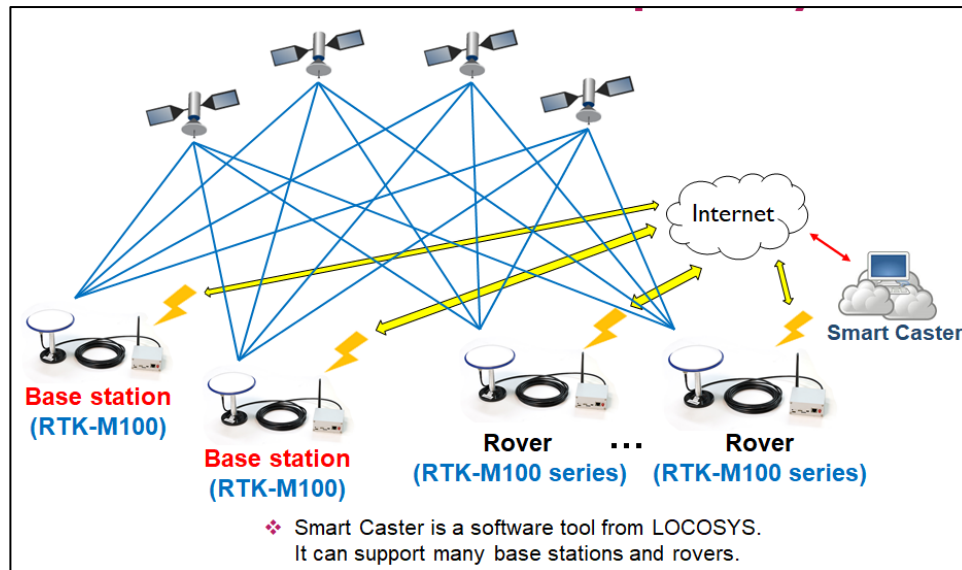 Internet
Smart Caster
Base station
(RTK-M100)
Base station
(RTK-M100)
Rover
(RTK-M100 series)
...
Rover
(RTK-M100 series)
❖ Smart Caster is a software tool from LOCOSYS.
It can support many base stations and rovers.